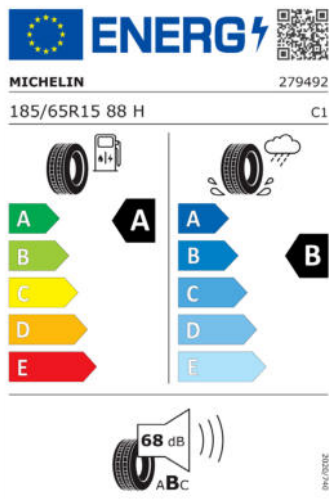 ENERG
MICHELIN 279492
185/65R15 88 H C1
A A
B
C
D
E
A
B B
C
D
E
68 dB
ABC
2020/740